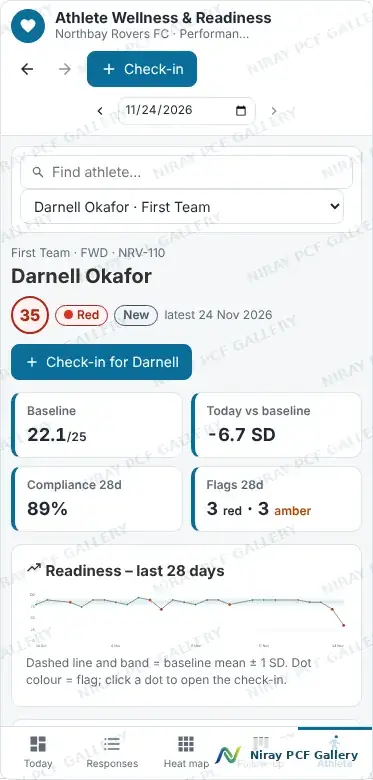 Athlete Wellness & Readiness
Northbay Rovers FC · Performan...
Check-in
11/24/2026
Find athlete...
Darnell Okafor · First Team
First Team · FWD · NRV-110
Darnell Okafor
35
Red
New
latest 24 Nov 2026
Check-in for Darnell
Baseline
22.1/25
Today vs baseline
-6.7 SD
Compliance 28d
89%
Flags 28d
3 red · 3 amber
Readiness – last 28 days
Dashed line and band = baseline mean ± 1 SD. Dot
colour = flag; click a dot to open the check-in.
Today
Responses
Heat map
Athlete
Niray PCF Gallery
NIRAY PCF GALLERY